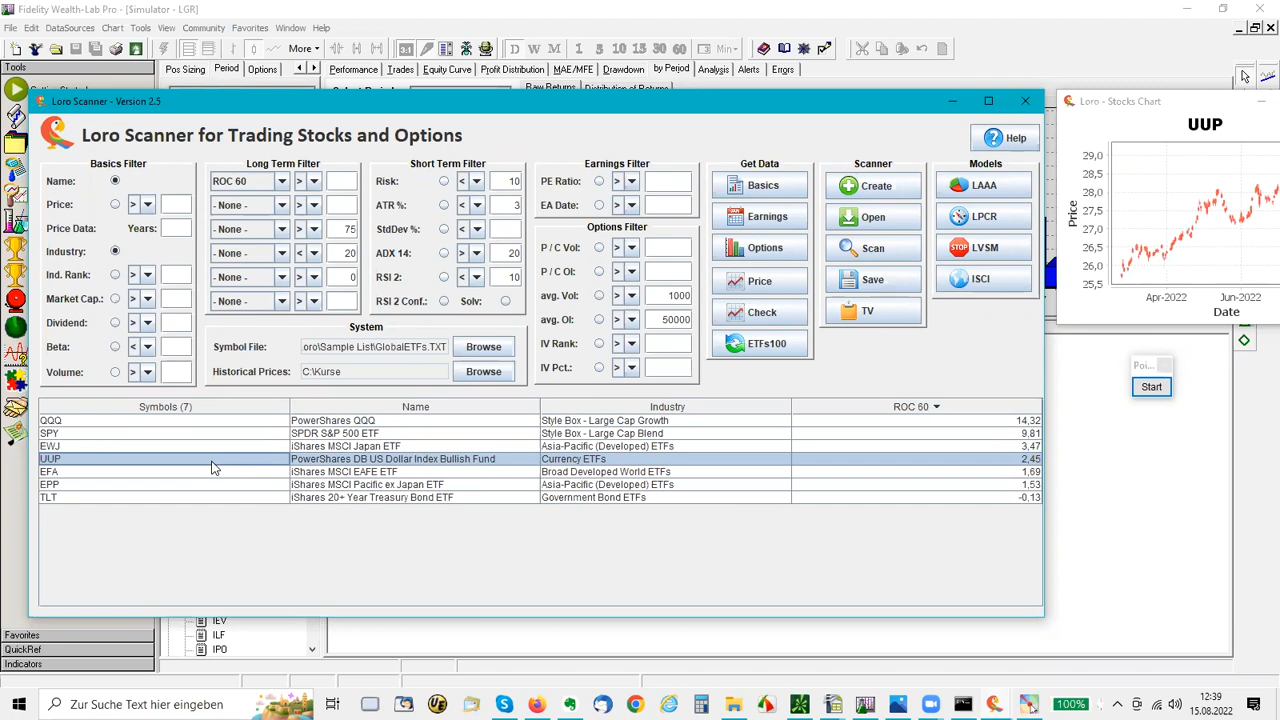 Fidelity Wealth-Lab Pro - [$imulator - LGR]
File Edit DataSources Chart Tools View Community Favorites Window Help
More 3:1 D W M 1 5 10 15 30 60 Min
Tools Pos Sizing Period Options Performance Trades Equity Curve Profit Distribution MAE/MFE Drawdown by Period Analysis Alerts Errors
Loro Scanner - Version 2.5
Loro Scanner for Trading Stocks and Options
Help
Basics Filter
Name:
Price: >
Price Data: Years:
Industry:
Ind. Rank: >
Market Cap.: >
Dividend: >
Beta: <
Volume: >
Long Term Filter
ROC 60 >
- None - >
- None - > 75
- None - < 20
- None - > 0
- None - >
Short Term Filter
Risk: < 10
ATR %: < 3
StdDev %: <
ADX 14: < 20
RSI 2: < 10
RSI 2 Conf.: Solv:
System
Symbol File: oro\Sample List\GlobalETFs.TXT Browse
Historical Prices: C:\Kurse Browse
Earnings Filter
PE Ratio: >
EA Date: >
Options Filter
P / C Vol: >
P / C OI: >
avg. Vol: > 1000
avg. OI: > 50000
IV Rank: >
IV Pct.: >
Get Data
Basics
Earnings
Options
Price
Check
ETFs100
Scanner
Create
Open
Scan
Save
TV
Models
LAAA
LPCR
STOP LVSM
ISCI
Symbols (7) Name Industry ROC 60
QQQ PowerShares QQQ Style Box - Large Cap Growth 14,32
SPY SPDR S&P 500 ETF Style Box - Large Cap Blend 9,81
EWJ iShares MSCI Japan ETF Asia-Pacific (Developed) ETFs 3,47
UUP PowerShares DB US Dollar Index Bullish Fund Currency ETFs 2,45
EFA iShares MSCI EAFE ETF Broad Developed World ETFs 1,69
EPP iShares MSCI Pacific ex Japan ETF Asia-Pacific (Developed) ETFs 1,53
TLT iShares 20+ Year Treasury Bond ETF Government Bond ETFs -0,13
Loro - Stocks Chart
UUP
Price
29,0
28,5
28,0
27,5
27,0
26,5
26,0
25,5
Apr-2022 Jun-2022
Date
Poi...
Start
IEV
ILF
IPO
Favorites
QuickRef
Indicators
Zur Suche Text hier eingeben
100%
12:39
15.08.2022